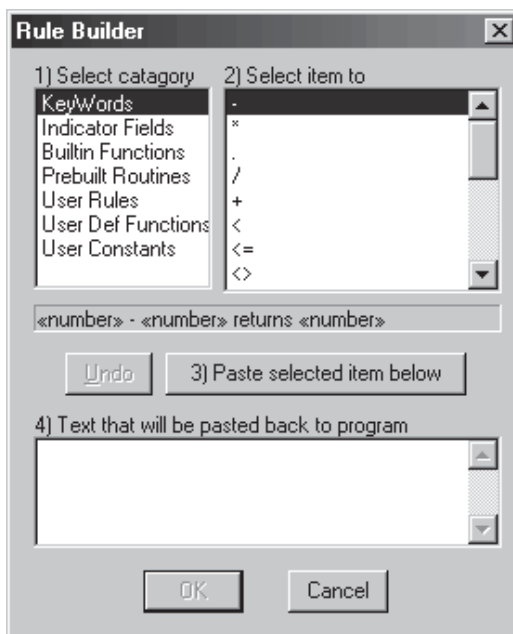 Rule Builder
1) Select catagory
2) Select item to
KeyWords
Indicator Fields
Builtin Functions
Prebuilt Routines
User Rules
User Def Functions
User Constants
-
*
.
/
+
<
<=
<>
«number» - «number» returns «number»
Undo
3) Paste selected item below
4) Text that will be pasted back to program
OK
Cancel